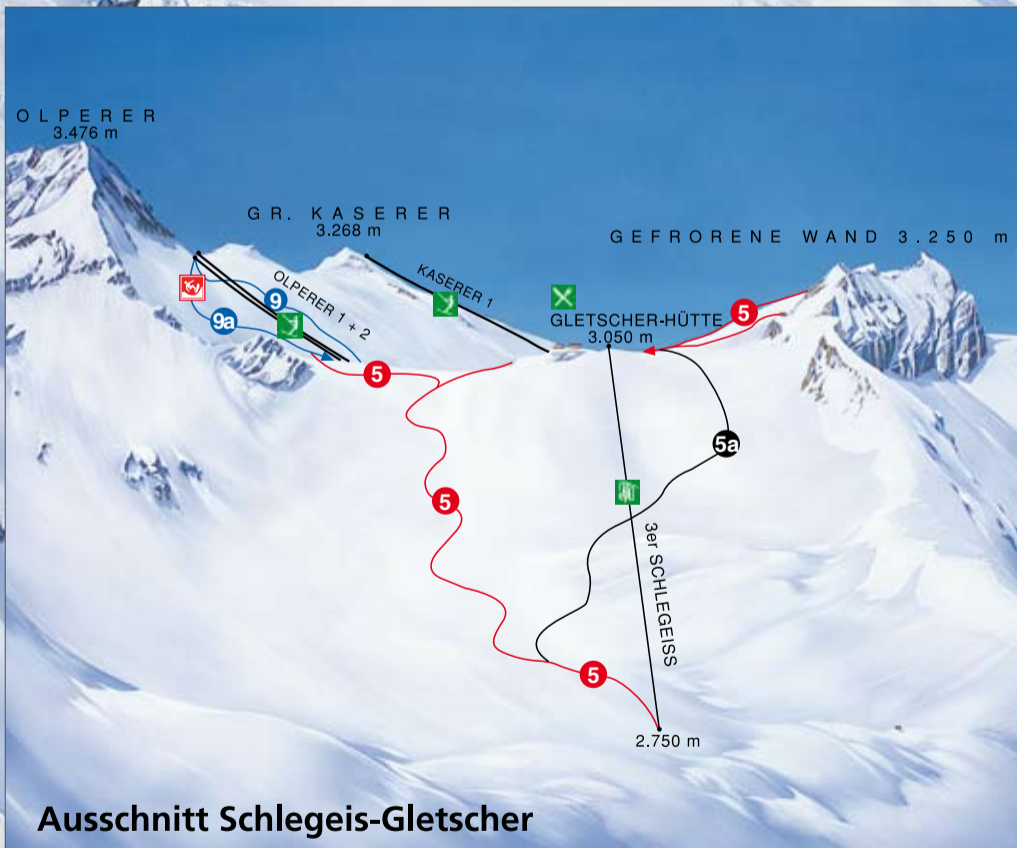 OLPERER
3.476 m
GR. KASERER
3.268 m
GEFRORENE WAND 3.250 m
KASERER 1
OLPERER 1 + 2
9
9a
GLETSCHER-HÜTTE
3.050 m
5
5
5a
5
3er SCHLEGEISS
5
2.750 m
Ausschnitt Schlegeis-Gletscher